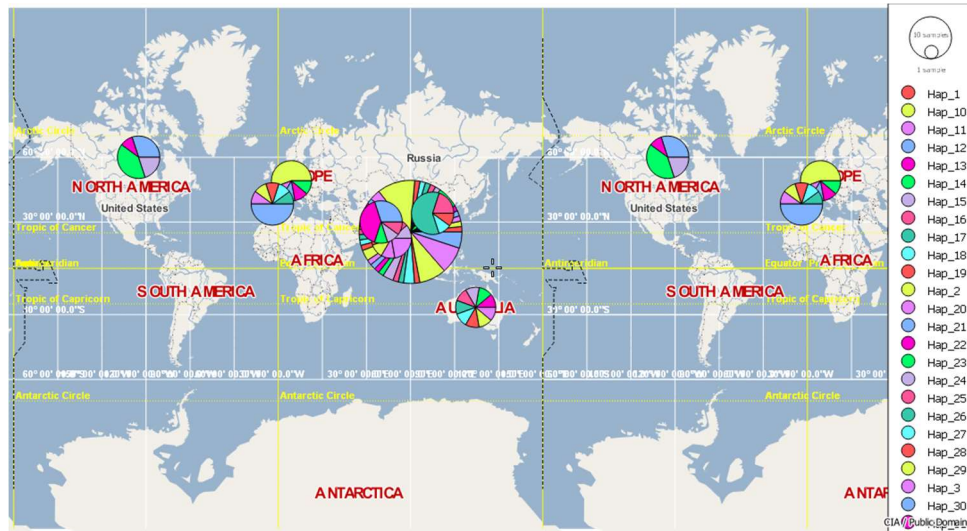 10 samples
1 sample
Hap_1
Hap_10
Hap_11
Hap_12
Hap_13
Hap_14
Hap_15
Hap_16
Hap_17
Hap_18
Hap_19
Hap_2
Hap_20
Hap_21
Hap_22
Hap_23
Hap_24
Hap_25
Hap_26
Hap_27
Hap_28
Hap_29
Hap_3
Hap_30
CIA / Public Domain
Arctic Circle
Arctic Circle
Arctic Circle
Russia
NORTH AMERICA
NORTH AMERICA
United States
United States
30° 00' 00.0"N
30° 00' 00.0"N
Tropic of Cancer
Tropic of Cancer
Tropic of Cancer
AFRICA
AFRICA
Equator
SOUTH AMERICA
SOUTH AMERICA
Tropic of Capricorn
Tropic of Capricorn
Tropic of Capricorn
Antarctic Circle
Antarctic Circle
Antarctic Circle
ANTARCTICA